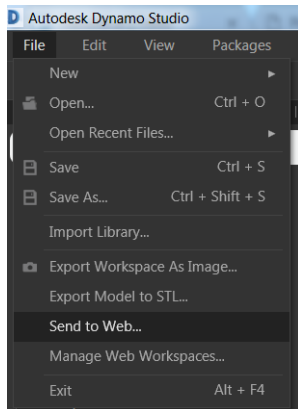 Autodesk Dynamo Studio
File Edit View Packages
New
Open... Ctrl + O
Open Recent Files...
Save Ctrl + S
Save As... Ctrl + Shift + S
Import Library...
Export Workspace As Image...
Export Model to STL...
Send to Web...
Manage Web Workspaces...
Exit Alt + F4